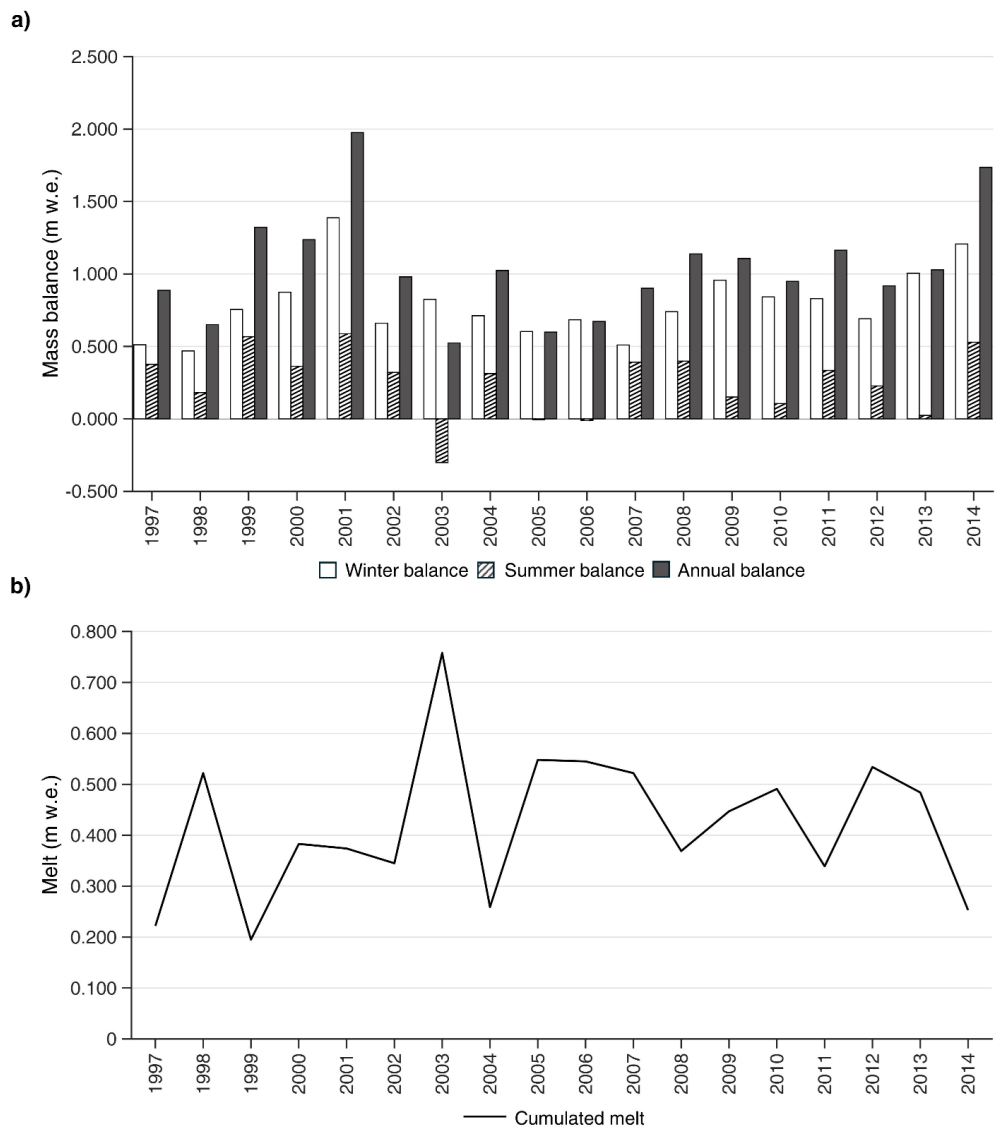 a)
Mass balance (m w.e.)
2.500
2.000
1.500
1.000
0.500
0.000
-0.500
1997 1998 1999 2000 2001 2002 2003 2004 2005 2006 2007 2008 2009 2010 2011 2012 2013 2014
Winter balance Summer balance Annual balance
b)
Melt (m w.e.)
0.800
0.700
0.600
0.500
0.400
0.300
0.200
0.100
0
1997 1998 1999 2000 2001 2002 2003 2004 2005 2006 2007 2008 2009 2010 2011 2012 2013 2014
Cumulated melt